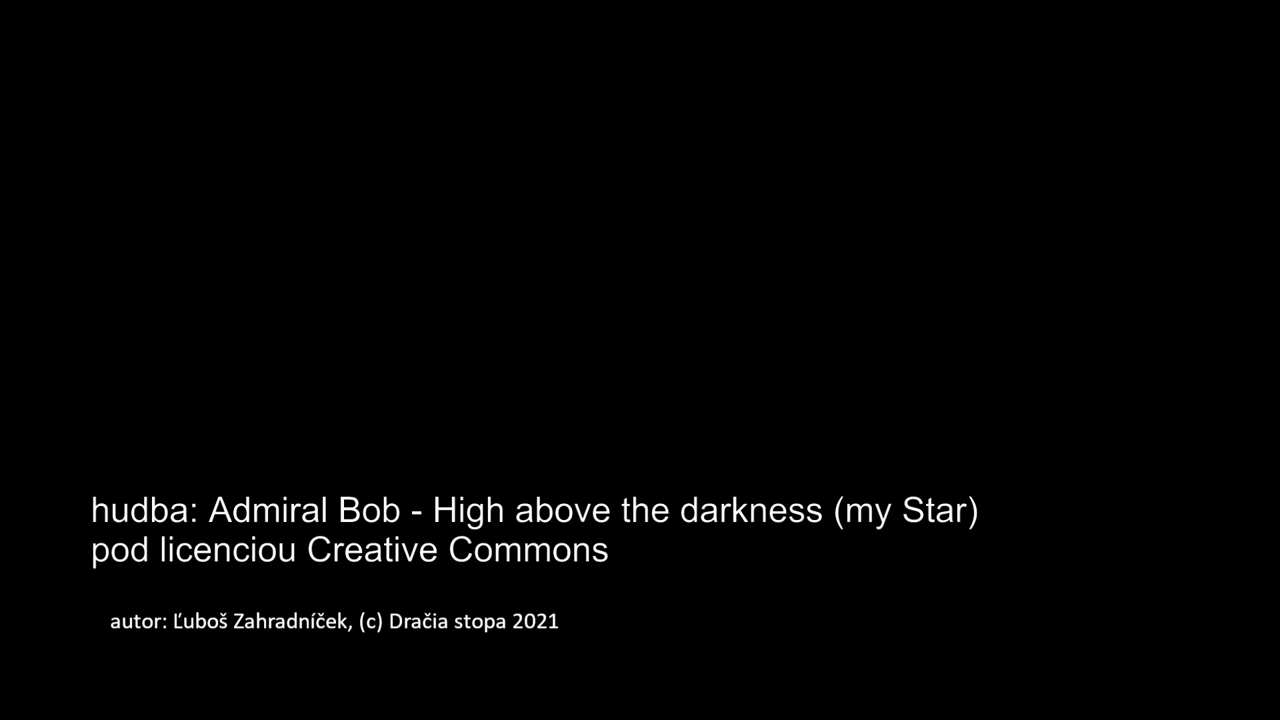 hudba: Admiral Bob - High above the darkness (my Star)
pod licenciou Creative Commons
autor: Ľuboš Zahradníček, (c) Dračia stopa 2021